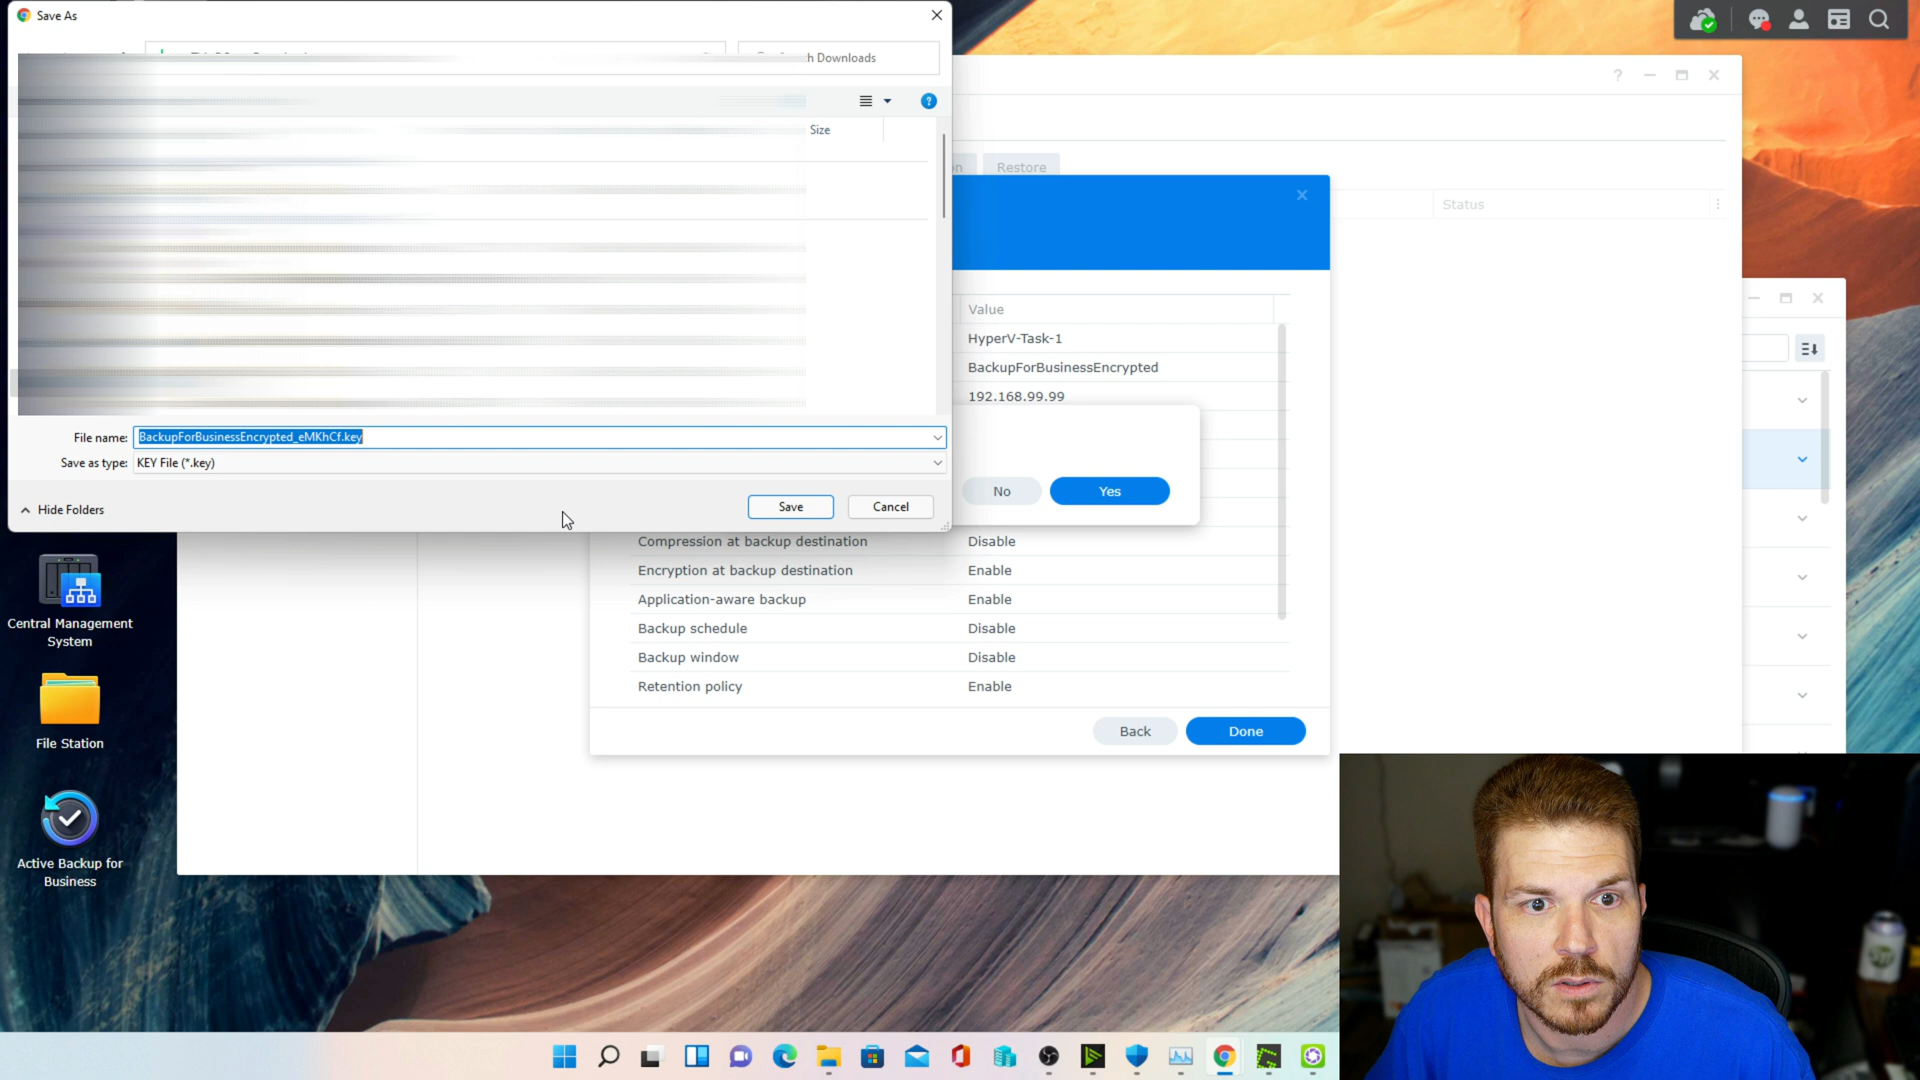 Save As
h Downloads
Size
File name: BackupForBusinessEncrypted_eMKhCf.key
Save as type: KEY File (*.key)
Hide Folders
Save
Cancel
Restore
Status
Value
HyperV-Task-1
BackupForBusinessEncrypted
192.168.99.99
No
Yes
Compression at backup destination Disable
Encryption at backup destination Enable
Application-aware backup Enable
Backup schedule Disable
Backup window Disable
Retention policy Enable
Back
Done
Central Management
System
File Station
Active Backup for
Business